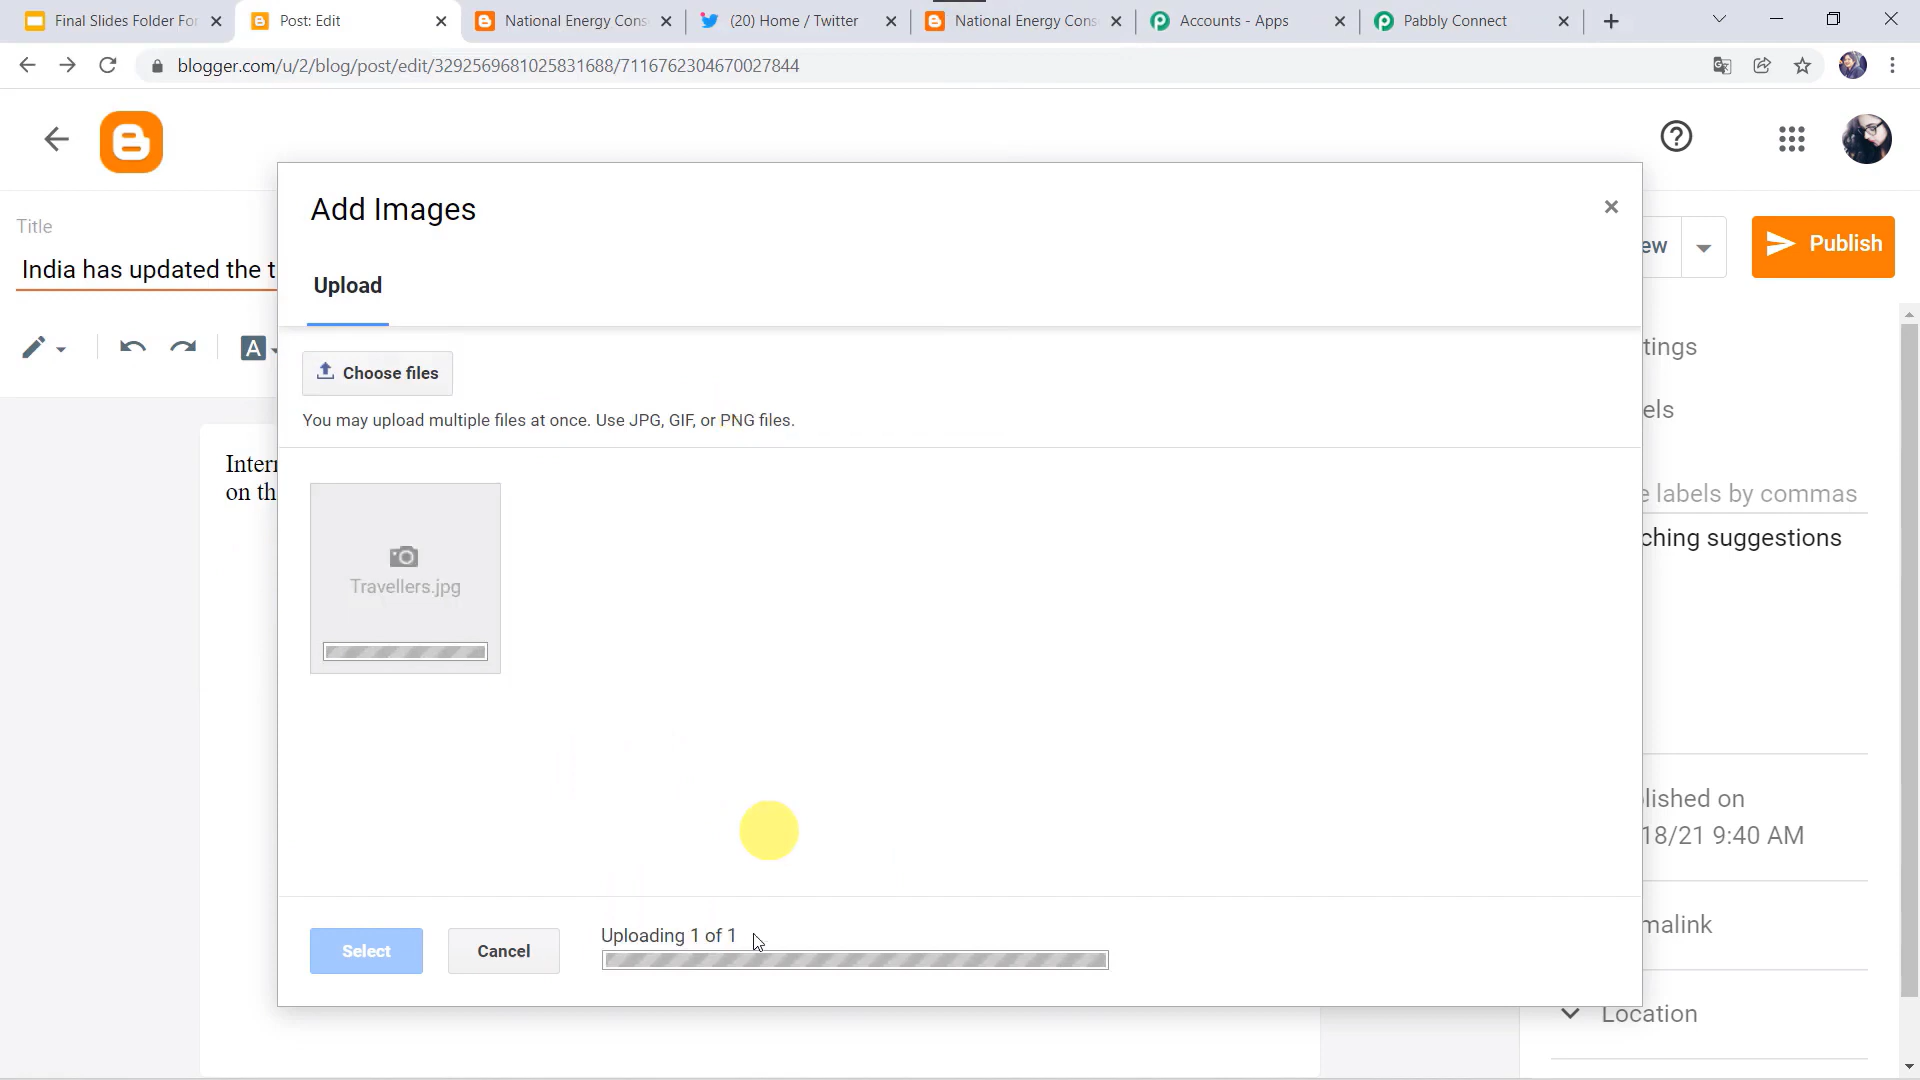 Final Slides Folder For
Post: Edit
National Energy Cons
(20) Home / Twitter
National Energy Cons
Accounts - Apps
Pabbly Connect
blogger.com/u/2/blog/post/edit/3292569681025831688/7116762304670027844
Title
India has updated the t
ew
Publish
Add Images
Upload
Choose files
You may upload multiple files at once. Use JPG, GIF, or PNG files.
A
tings
els
e labels by commas
ching suggestions
Intern
on th
Travellers.jpg
lished on
18/21 9:40 AM
malink
Location
Uploading 1 of 1
Select
Cancel